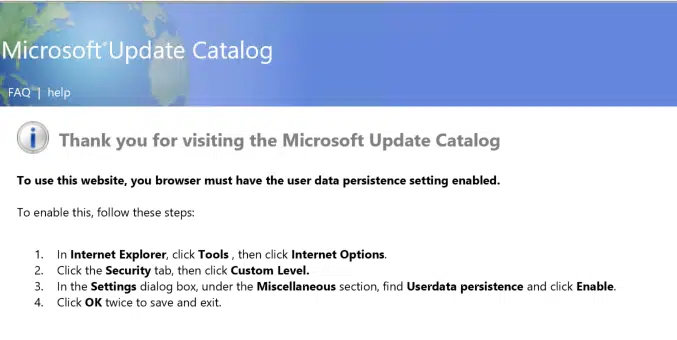 Microsoft® Update Catalog
FAQ | help
Thank you for visiting the Microsoft Update Catalog
To use this website, you browser must have the user data persistence setting enabled.
To enable this, follow these steps:
1. In Internet Explorer, click Tools , then click Internet Options.
2. Click the Security tab, then click Custom Level.
3. In the Settings dialog box, under the Miscellaneous section, find Userdata persistence and click Enable.
4. Click OK twice to save and exit.